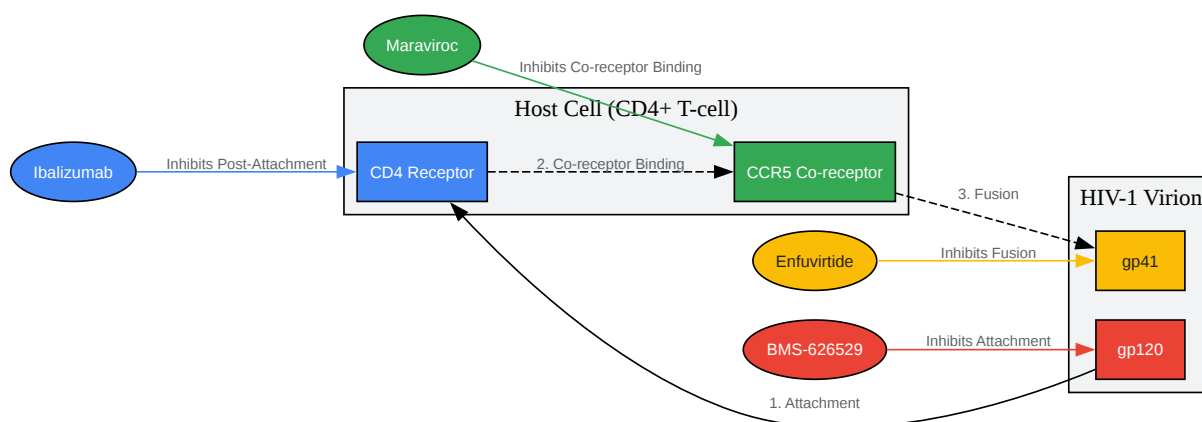 Maraviroc
Inhibits Co-receptor Binding
Host Cell (CD4+ T-cell)
Ibalizumab
Inhibits Post-Attachment
CD4 Receptor
2. Co-receptor Binding
CCR5 Co-receptor
3. Fusion
HIV-1 Virion
Enfuvirtide
Inhibits Fusion
gp41
BMS-626529
Inhibits Attachment
gp120
1. Attachment